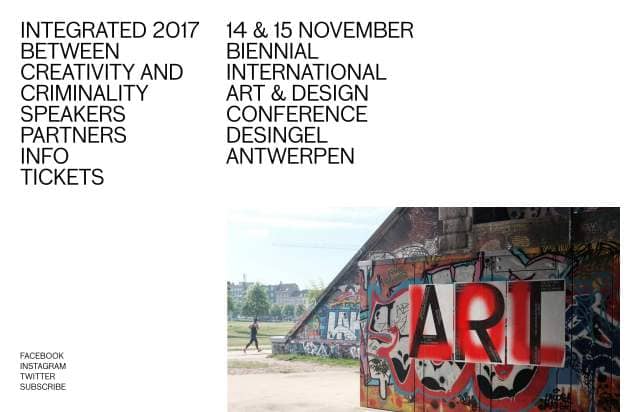 INTEGRATED 2017
BETWEEN
CREATIVITY AND
CRIMINALITY
SPEAKERS
PARTNERS
INFO
TICKETS
14 & 15 NOVEMBER
BIENNIAL
INTERNATIONAL
ART & DESIGN
CONFERENCE
DESINGEL
ANTWERPEN
ART
FACEBOOK
INSTAGRAM
TWITTER
SUBSCRIBE